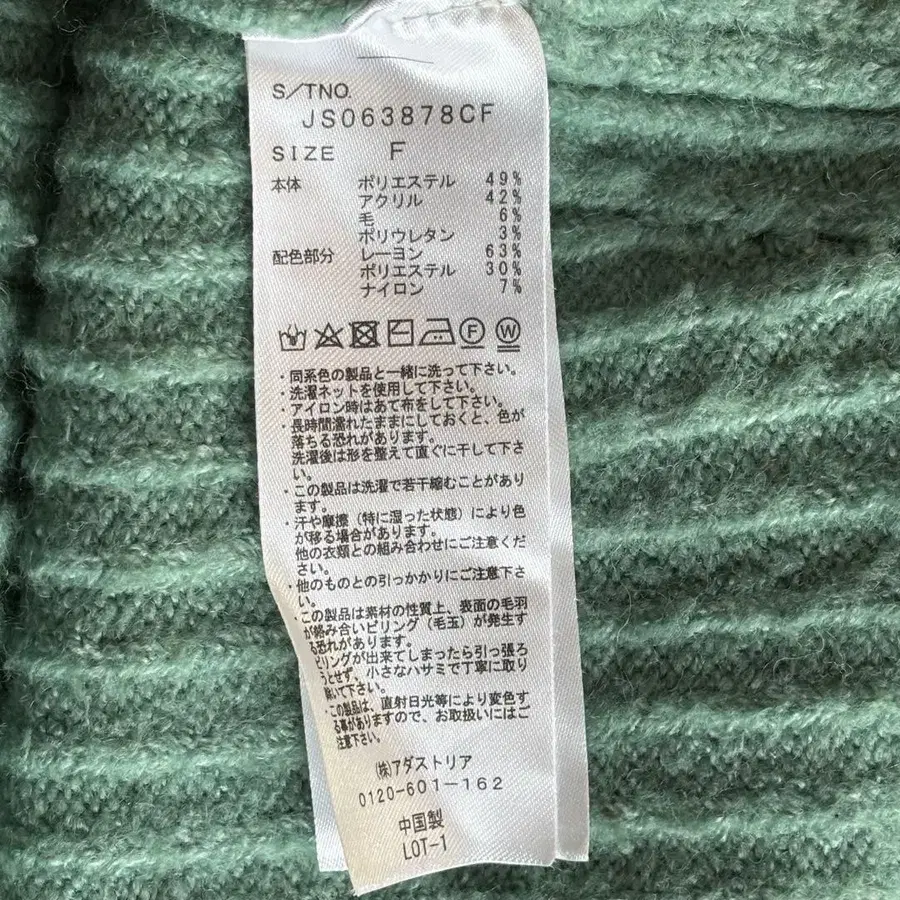 S/TNO.
JS063878CF
SIZE F
本体 ポリエステル 49%
アクリル 42%
毛 6%
ポリウレタン 3%
配色部分 レーヨン 63%
ポリエステル 30%
ナイロン 7%
F W
・同系色の製品と一緒に洗って下さい。
・洗濯ネットを使用して下さい。
・アイロン時はあて布をして下さい。
・長時間濡れたままにしておくと、色が
落ちる恐れがあります。
洗濯後は形を整えて直ぐに干して下さ
い。
・この製品は洗濯で若干縮むことがあり
ます。
・汗や摩擦（特に湿った状態）により色
が移る場合があります。
他の衣類との組み合わせにご注意くだ
さい。
・他のものとの引っかかりにご注意下さ
い。
・この製品は素材の性質上、表面の毛羽
が絡み合いピリング（毛玉）が発生す
る恐れがあります。
ピリングが出来てしまったら引っ張ろ
うとせず、小さなハサミで丁寧に取り
除いて下さい。
・この製品は、直射日光等により変色す
る事がありますので、お取扱いにはご
注意下さい。
㈱アダストリア
0120-601-162
中国製
LOT-1